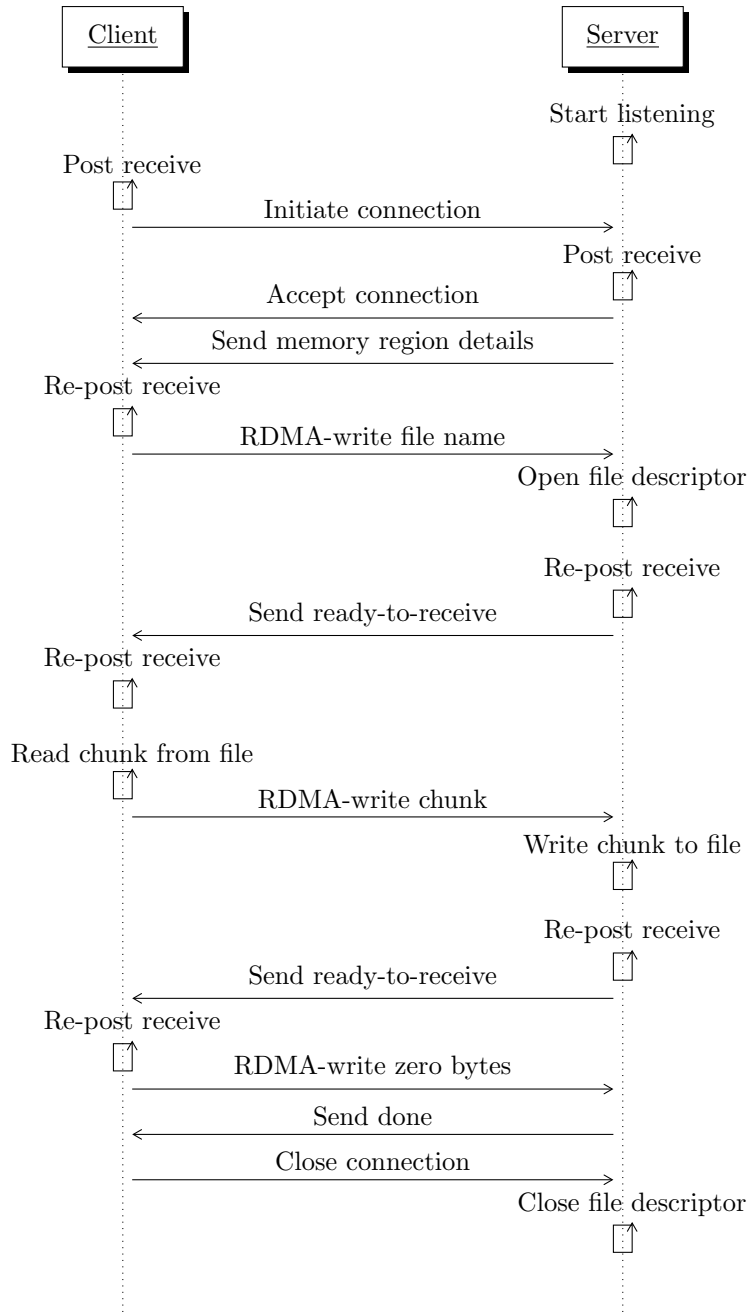 Client
Server
Start listening
Post receive
Initiate connection
Post receive
Accept connection
Send memory region details
Re-post receive
RDMA-write file name
Open file descriptor
Re-post receive
Send ready-to-receive
Re-post receive
Read chunk from file
RDMA-write chunk
Write chunk to file
Re-post receive
Send ready-to-receive
Re-post receive
RDMA-write zero bytes
Send done
Close connection
Close file descriptor